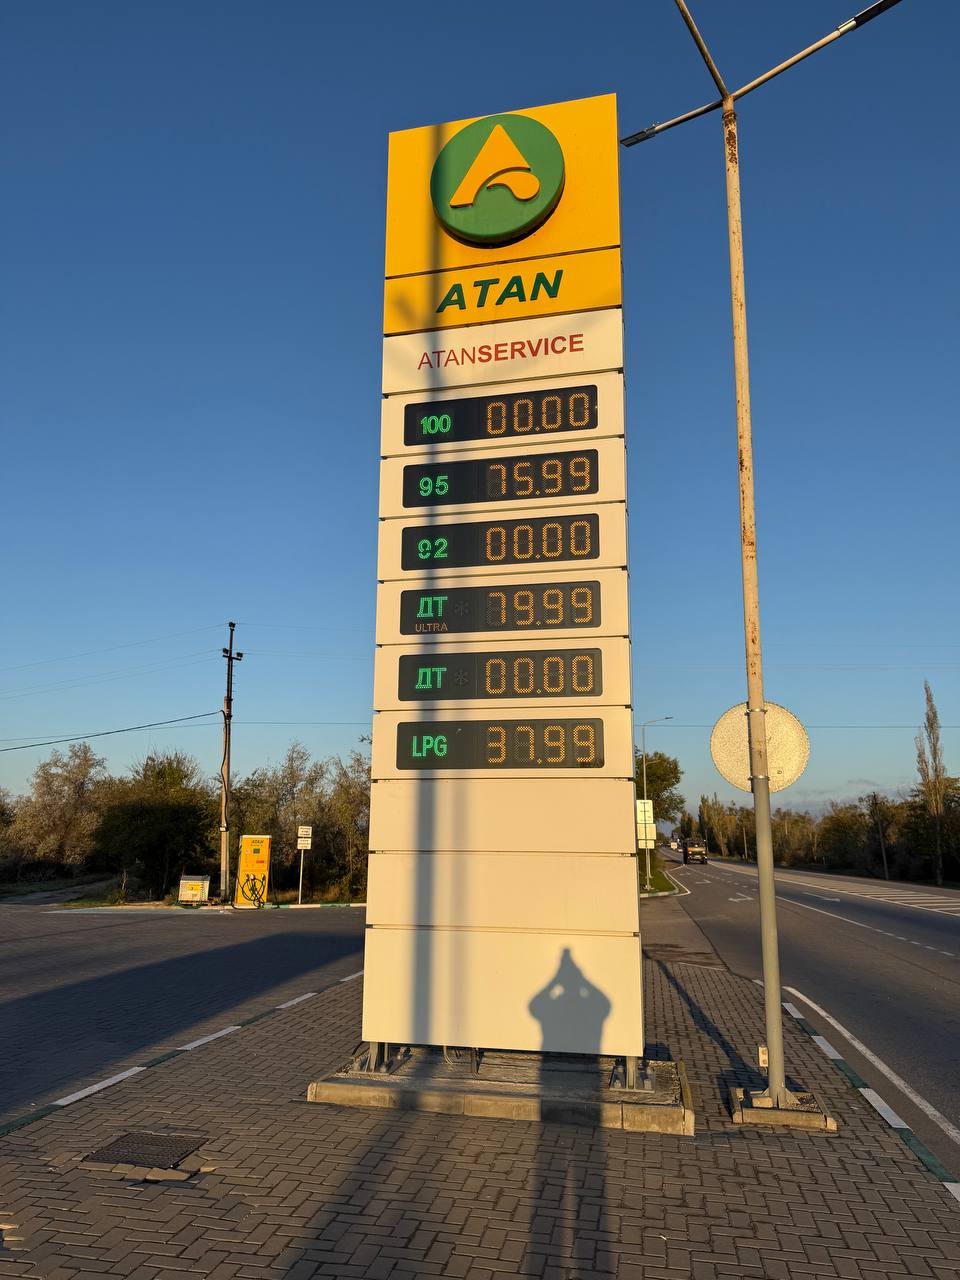 ATAN
ATANSERVICE
100 00.00
95 75.99
92 00.00
ДТ 79.99
ULTRA
ДТ 00.00
LPG 37.99
ATAN